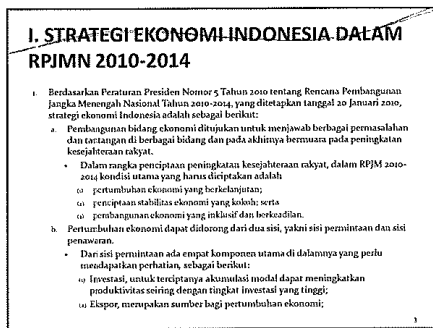 I. STRATEGI EKONOMI INDONESIA DALAM
RPJMN 2010-2014
1. Berdasarkan Peraturan Presiden Nomor 5 Tahun 2010 tentang Rencana Pembangunan
Jangka Menengah Nasional Tahun 2010-2014, yang ditetapkan tanggal 20 Januari 2010,
strategi ekonomi Indonesia adalah sebagai berikut:
a. Pembangunan bidang ekonomi ditujukan untuk menjawab berbagai permasalahan
dan tantangan di berbagai bidang dan pada akhirnya bermuara pada peningkatan
kesejahteraan rakyat.
• Dalam rangka penciptaan peningkatan kesejahteraan rakyat, dalam RPJM 2010-
2014 kondisi utama yang harus diciptakan adalah
(1) pertumbuhan ekonomi yang berkelanjutan;
(2) penciptaan stabilitas ekonomi yang kokoh; serta
(3) pembangunan ekonomi yang inklusif dan berkeadilan.
b. Pertumbuhan ekonomi dapat didorong dari dua sisi, yakni sisi permintaan dan sisi
penawaran.
• Dari sisi permintaan ada empat komponen utama di dalamnya yang perlu
mendapatkan perhatian, sebagai berikut:
(1) Investasi, untuk terciptanya akumulasi modal dapat meningkatkan
produktivitas seiring dengan tingkat investasi yang tinggi;
(2) Ekspor, merupakan sumber bagi pertumbuhan ekonomi;
3